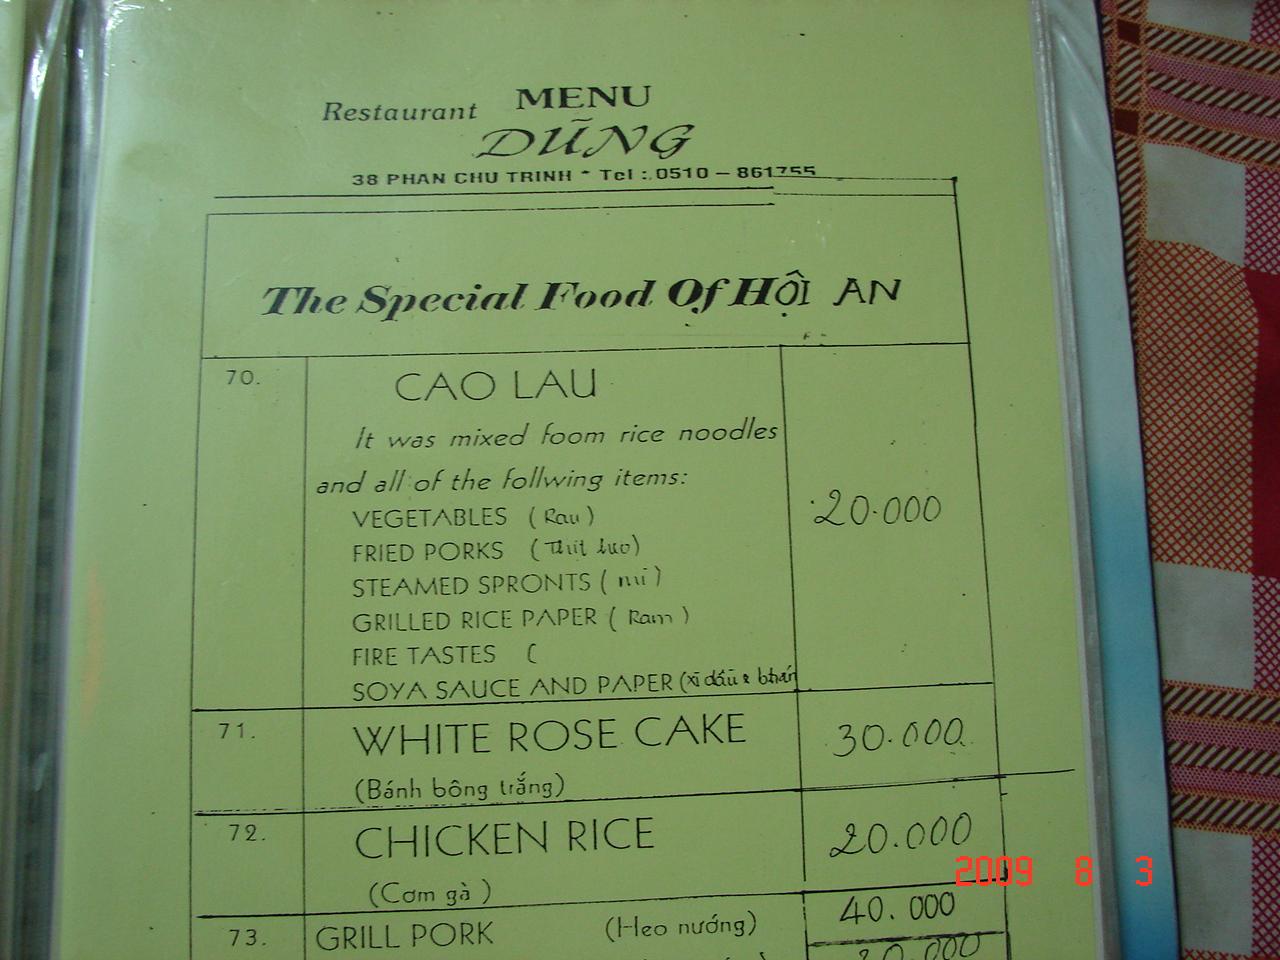 Restaurant MENU
DŨNG
38 PHAN CHU TRINH * Tel : 0510 – 861755
The Special Food Of HỘI AN
70.
CAO LAU
It was mixed foom rice noodles
and all of the follwing items:
VEGETABLES ( Rau )
FRIED PORKS (
STEAMED SPRONTS (
GRILLED RICE PAPER ( Ram )
FIRE TASTES (
SOYA SAUCE AND PAPER (xì dầu &
20.000
71.
WHITE ROSE CAKE
30.000
(Bánh bông trắng)
72.
CHICKEN RICE
20.000
(Cơm gà )
73.
GRILL PORK (Heo nướng)
40.000
2009 8 3